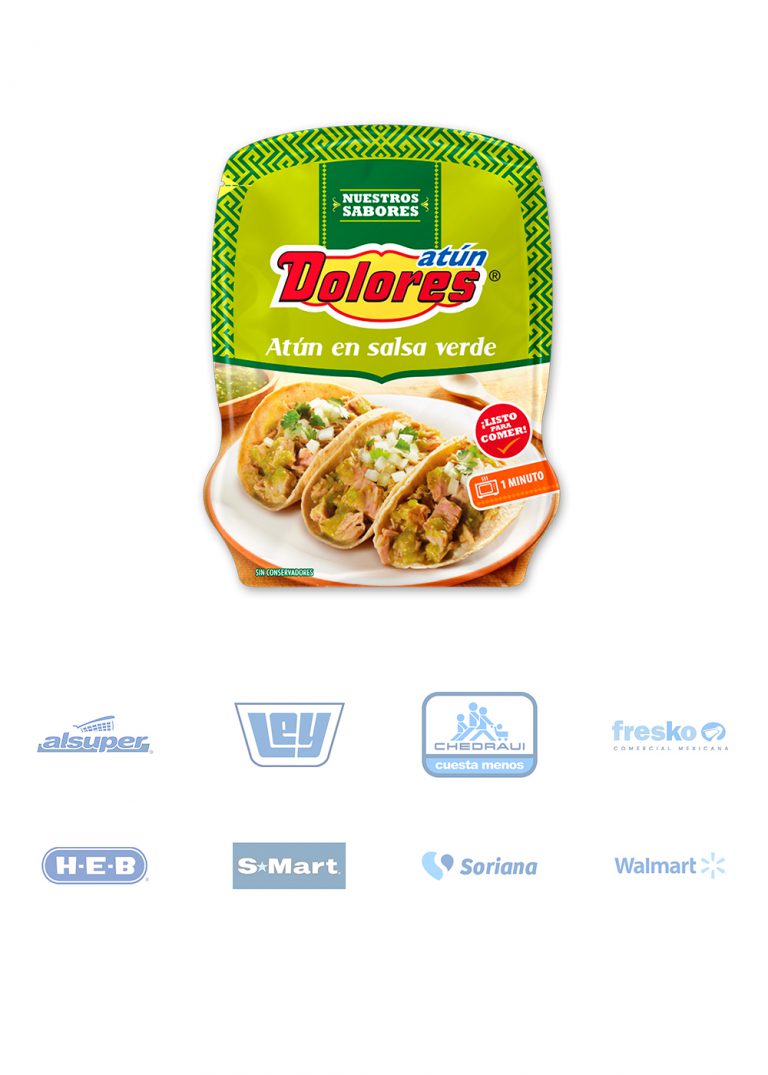 NUESTROS
SABORES
atún
Dolores®
Atún en salsa verde
¡LISTO
PARA
COMER!
1 MINUTO
SIN CONSERVADORES
alsuper®
Ley
CHEDRAUI
cuesta menos
fresko
COMERCIAL MEXICANA
H-E-B®
S★Mart
Soriana
Walmart